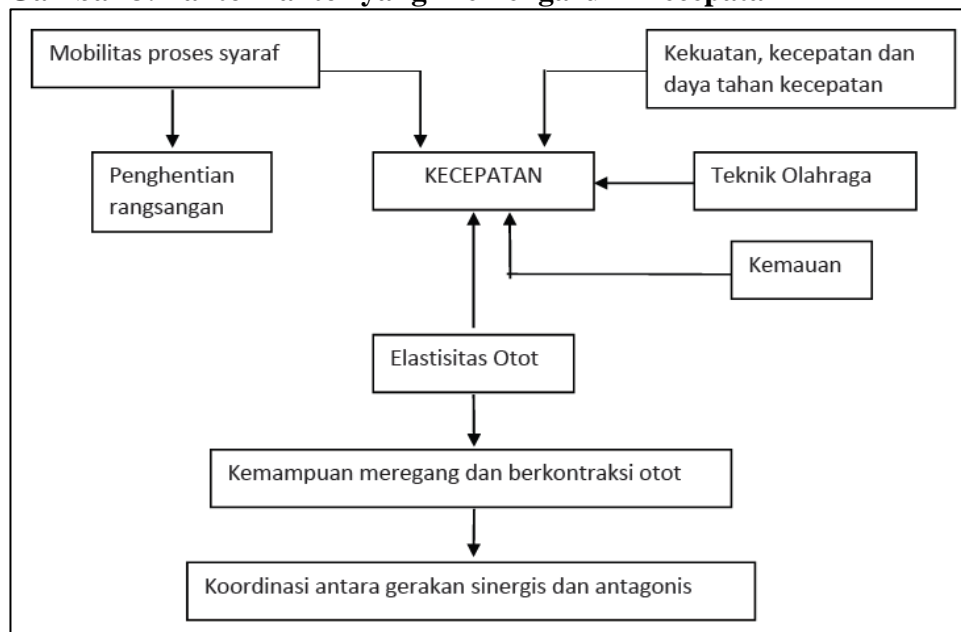 Mobilitas proses syaraf
Kekuatan, kecepatan dan
daya tahan kecepatan
Penghentian
rangsangan
KECEPATAN
Teknik Olahraga
Kemauan
Elastisitas Otot
Kemampuan meregang dan berkontraksi otot
Koordinasi antara gerakan sinergis dan antagonis